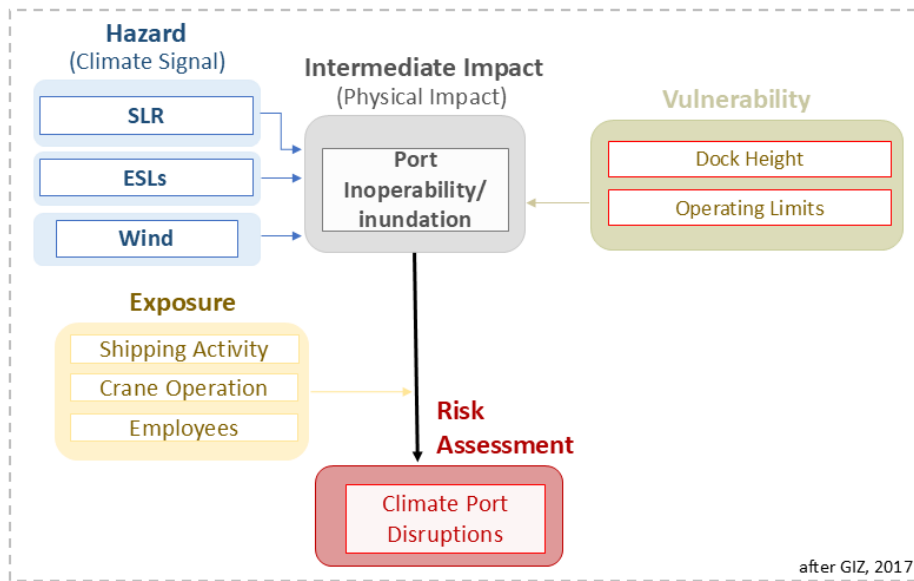 Hazard
(Climate Signal)
SLR
ESLs
Wind
Intermediate Impact
(Physical Impact)
Port
Inoperability/
inundation
Vulnerability
Dock Height
Operating Limits
Exposure
Shipping Activity
Crane Operation
Employees
Risk
Assessment
Climate Port
Disruptions
after GIZ, 2017